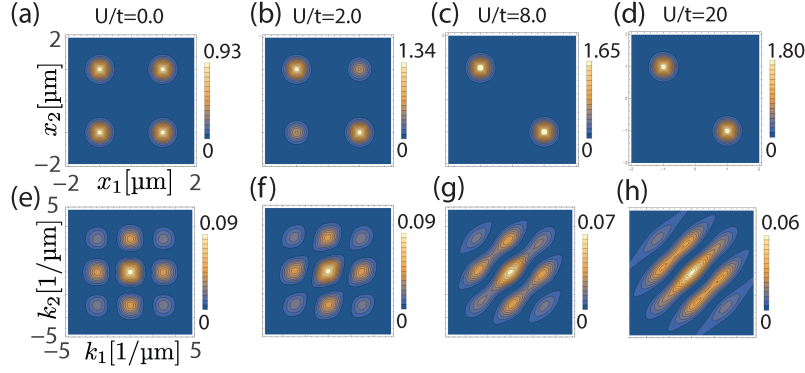 (a) U/t=0.0 (b) U/t=2.0 (c) U/t=8.0 (d) U/t=20
2 0.93 1.34 1.65 1.80
x₂[µm]
−2 0 0 0 0
−2 x₁[µm] 2
(e) (f) (g) (h)
5 0.09 0.09 0.07 0.06
k₂[1/µm]
−5 0 0 0 0
−5 k₁[1/µm] 5